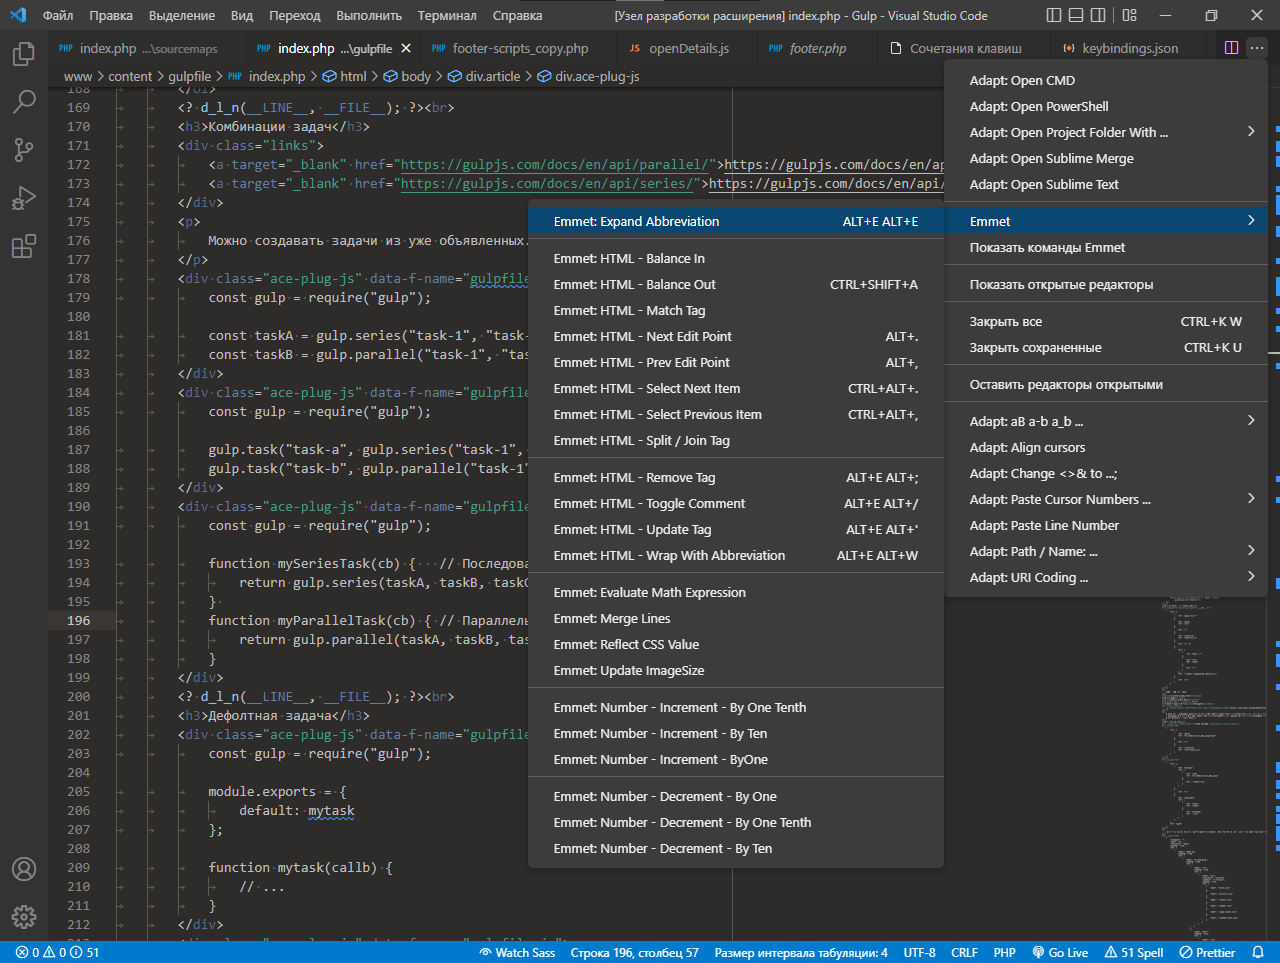 Файл Правка Выделение Вид Переход Выполнить Терминал Справка [Узел разработки расширения] index.php - Gulp - Visual Studio Code
PHP index.php ...\sourcemaps PHP index.php ...\gulpfile PHP footer-scripts_copy.php JS openDetails.js PHP footer.php Сочетания клавиш keybindings.json
www > content > gulpfile > PHP index.php > html > body > div.article > div.ace-plug-js
168 </ol>
169 <? d_l_n(__LINE__, __FILE__); ?><br>
170 <h3>Комбинации задач</h3>
171 <div class="links">
172 <a target="_blank" href="https://gulpjs.com/docs/en/api/parallel/">https://gulpjs.com/docs/en/ap
173 <a target="_blank" href="https://gulpjs.com/docs/en/api/series/">https://gulpjs.com/docs/en/api/
174 </div>
175 <p>
176 Можно создавать задачи из уже объявленных.
177 </p>
178 <div class="ace-plug-js" data-f-name="gulpfile
179 const gulp = require("gulp");
180
181 const taskA = gulp.series("task-1", "task-
182 const taskB = gulp.parallel("task-1", "tas
183 </div>
184 <div class="ace-plug-js" data-f-name="gulpfile
185 const gulp = require("gulp");
186
187 gulp.task("task-a", gulp.series("task-1",
188 gulp.task("task-b", gulp.parallel("task-1"
189 </div>
190 <div class="ace-plug-js" data-f-name="gulpfile
191 const gulp = require("gulp");
192
193 function mySeriesTask(cb) { // Последова
194 return gulp.series(taskA, taskB, taskC
195 }
196 function myParallelTask(cb) { // Параллель
197 return gulp.parallel(taskA, taskB, tas
198 }
199 </div>
200 <? d_l_n(__LINE__, __FILE__); ?><br>
201 <h3>Дефолтная задача</h3>
202 <div class="ace-plug-js" data-f-name="gulpfile
203 const gulp = require("gulp");
204
205 module.exports = {
206 default: mytask
207 };
208
209 function mytask(callb) {
210 // ...
211 }
212 </div>
Emmet: Expand Abbreviation ALT+E ALT+E
Emmet: HTML - Balance In
Emmet: HTML - Balance Out CTRL+SHIFT+A
Emmet: HTML - Match Tag
Emmet: HTML - Next Edit Point ALT+.
Emmet: HTML - Prev Edit Point ALT+,
Emmet: HTML - Select Next Item CTRL+ALT+.
Emmet: HTML - Select Previous Item CTRL+ALT+,
Emmet: HTML - Split / Join Tag
Emmet: HTML - Remove Tag ALT+E ALT+;
Emmet: HTML - Toggle Comment ALT+E ALT+/
Emmet: HTML - Update Tag ALT+E ALT+'
Emmet: HTML - Wrap With Abbreviation ALT+E ALT+W
Emmet: Evaluate Math Expression
Emmet: Merge Lines
Emmet: Reflect CSS Value
Emmet: Update ImageSize
Emmet: Number - Increment - By One Tenth
Emmet: Number - Increment - By Ten
Emmet: Number - Increment - ByOne
Emmet: Number - Decrement - By One
Emmet: Number - Decrement - By One Tenth
Emmet: Number - Decrement - By Ten
Adapt: Open CMD
Adapt: Open PowerShell
Adapt: Open Project Folder With ...
Adapt: Open Sublime Merge
Adapt: Open Sublime Text
Emmet
Показать команды Emmet
Показать открытые редакторы
Закрыть все CTRL+K W
Закрыть сохраненные CTRL+K U
Оставить редакторы открытыми
Adapt: aB a-b a_b ...
Adapt: Align cursors
Adapt: Change <>& to ...;
Adapt: Paste Cursor Numbers ...
Adapt: Paste Line Number
Adapt: Path / Name: ...
Adapt: URI Coding ...
0 0 51 Watch Sass Строка 196, столбец 57 Размер интервала табуляции: 4 UTF-8 CRLF PHP Go Live 51 Spell Prettier